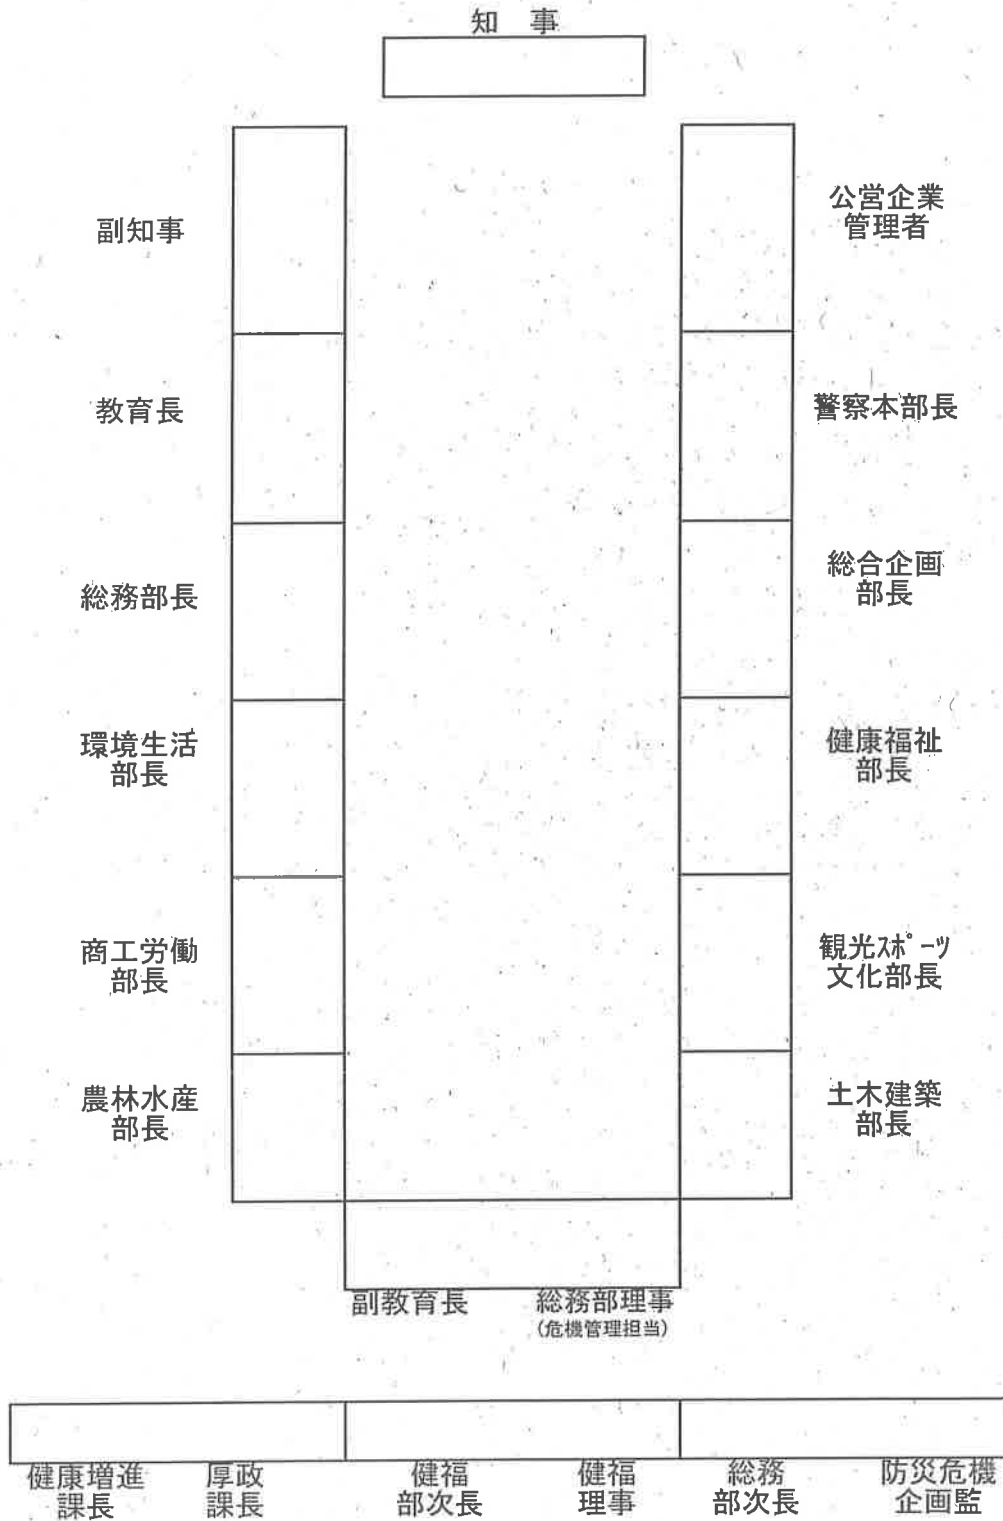 知　事
副知事
公営企業
管理者
教育長
警察本部長
総務部長
総合企画
部長
環境生活
部長
健康福祉
部長
商工労働
部長
観光ｽﾎﾟｰﾂ
文化部長
農林水産
部長
土木建築
部長
副教育長
総務部理事
(危機管理担当)
健康増進
課長
厚政
課長
健福
部次長
健福
理事
総務
部次長
防災危機
企画監